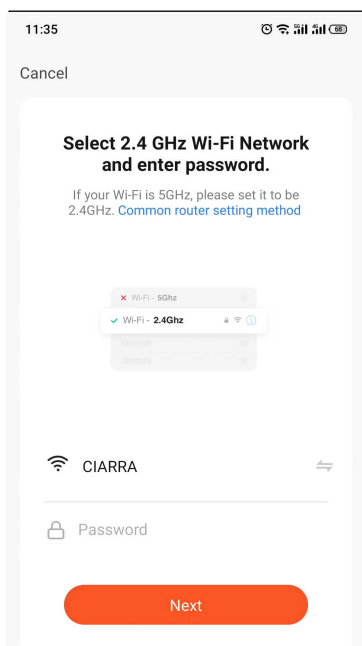 11:35
68
Cancel
Select 2.4 GHz Wi-Fi Network
and enter password.
If your Wi-Fi is 5GHz, please set it to be
2.4GHz. Common router setting method
Wi-Fi - 5Ghz
Wi-Fi - 2.4Ghz
CIARRA
Password
Next